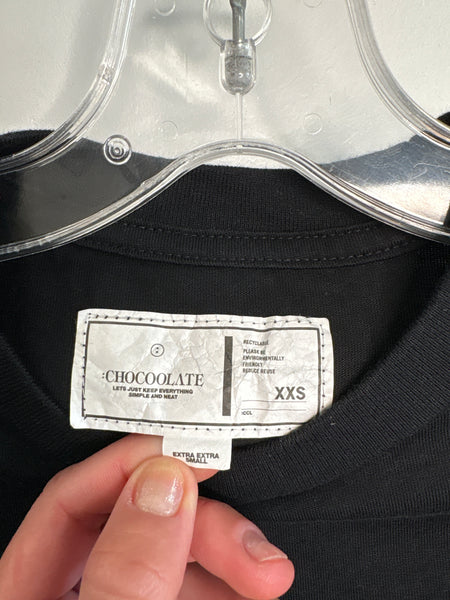 :CHOCOOLATE
LETS JUST KEEP EVERYTHING
SIMPLE AND NEAT
RECYCLABLE
PLEASE BE
ENVIRONMENTALLY
FRIENDLY
REDUCE REUSE
XXS
:COOL
EXTRA EXTRA
SMALL